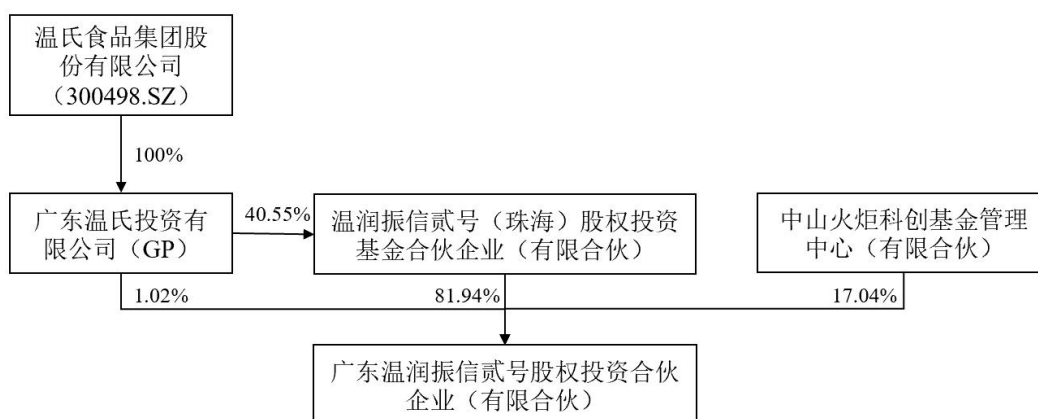 温氏食品集团股
份有限公司
（300498.SZ）
100%
广东温氏投资有
限公司（GP）
40.55%
温润振信贰号（珠海）股权投资
基金合伙企业（有限合伙）
中山火炬科创基金管理
中心（有限合伙）
1.02%
81.94%
17.04%
广东温润振信贰号股权投资合伙
企业（有限合伙）